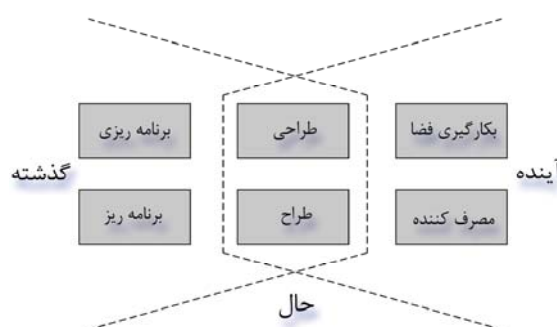 بکارگیری فضا
طراحی
برنامه ریزی
آینده
گذشته
مصرف کننده
طراح
برنامه ریز
حال